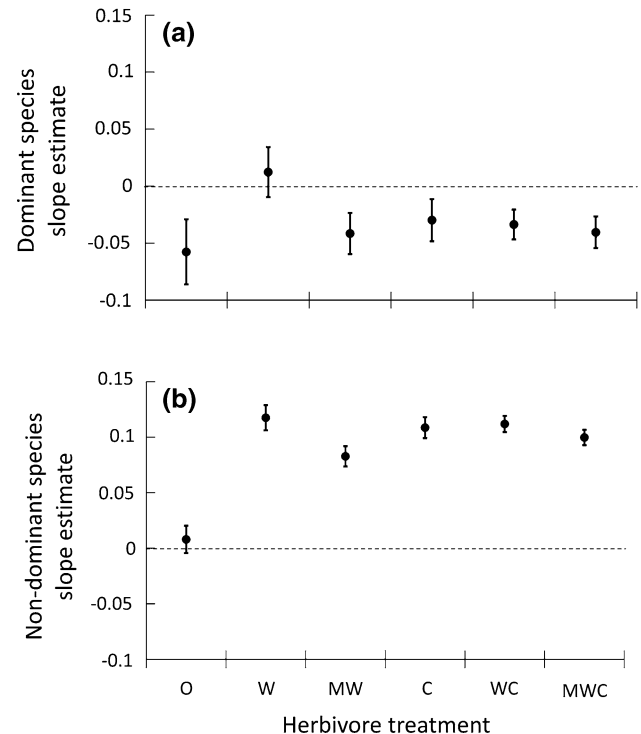 (a)
0.15
0.1
0.05
0
-0.05
-0.1
Dominant species
slope estimate
(b)
0.15
0.1
0.05
0
-0.05
-0.1
Non-dominant species
slope estimate
O W MW C WC MWC
Herbivore treatment